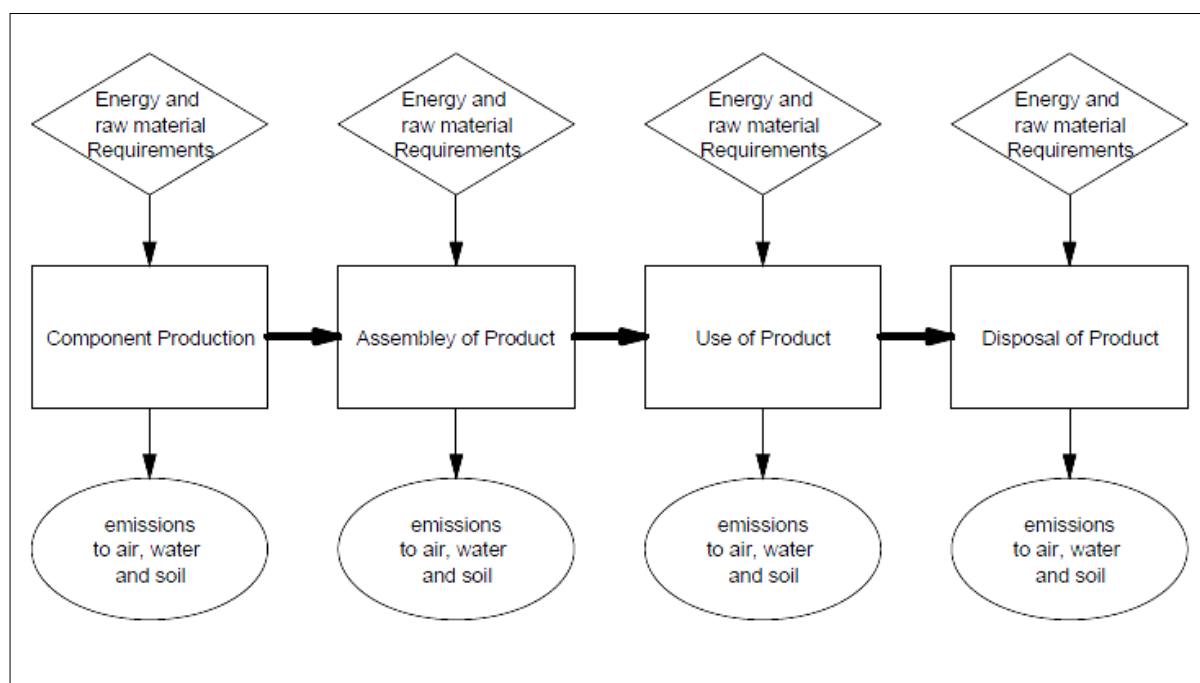 Energy and
raw material
Requirements
Energy and
raw material
Requirements
Energy and
raw material
Requirements
Energy and
raw material
Requirements
Component Production
Assembley of Product
Use of Product
Disposal of Product
emissions
to air, water
and soil
emissions
to air, water
and soil
emissions
to air, water
and soil
emissions
to air, water
and soil